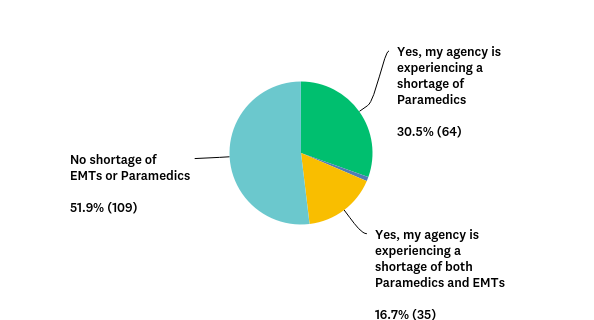 Yes, my agency is
experiencing a
shortage of
Paramedics
30.5% (64)
No shortage of
EMTs or Paramedics
51.9% (109)
Yes, my agency is
experiencing a
shortage of both
Paramedics and EMTs
16.7% (35)